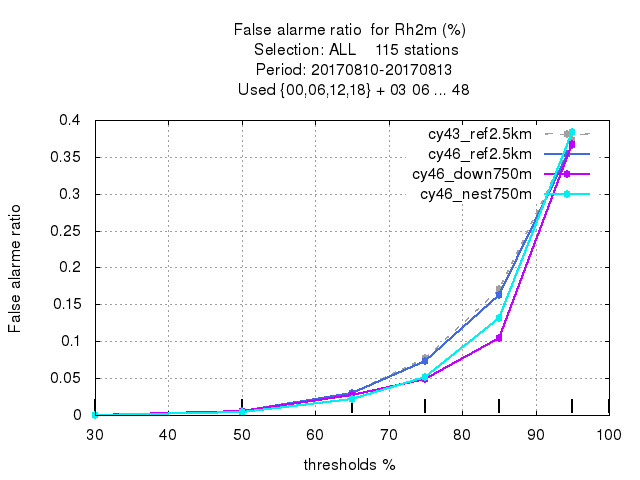 False alarme ratio  for Rh2m (%)
Selection: ALL    115 stations
Period: 20170810-20170813
Used {00,06,12,18} + 03 06 ... 48
cy43_ref2.5km
cy46_ref2.5km
cy46_down750m
cy46_nest750m
False alarme ratio
0.4
0.35
0.3
0.25
0.2
0.15
0.1
0.05
0
30 40 50 60 70 80 90 100
thresholds %